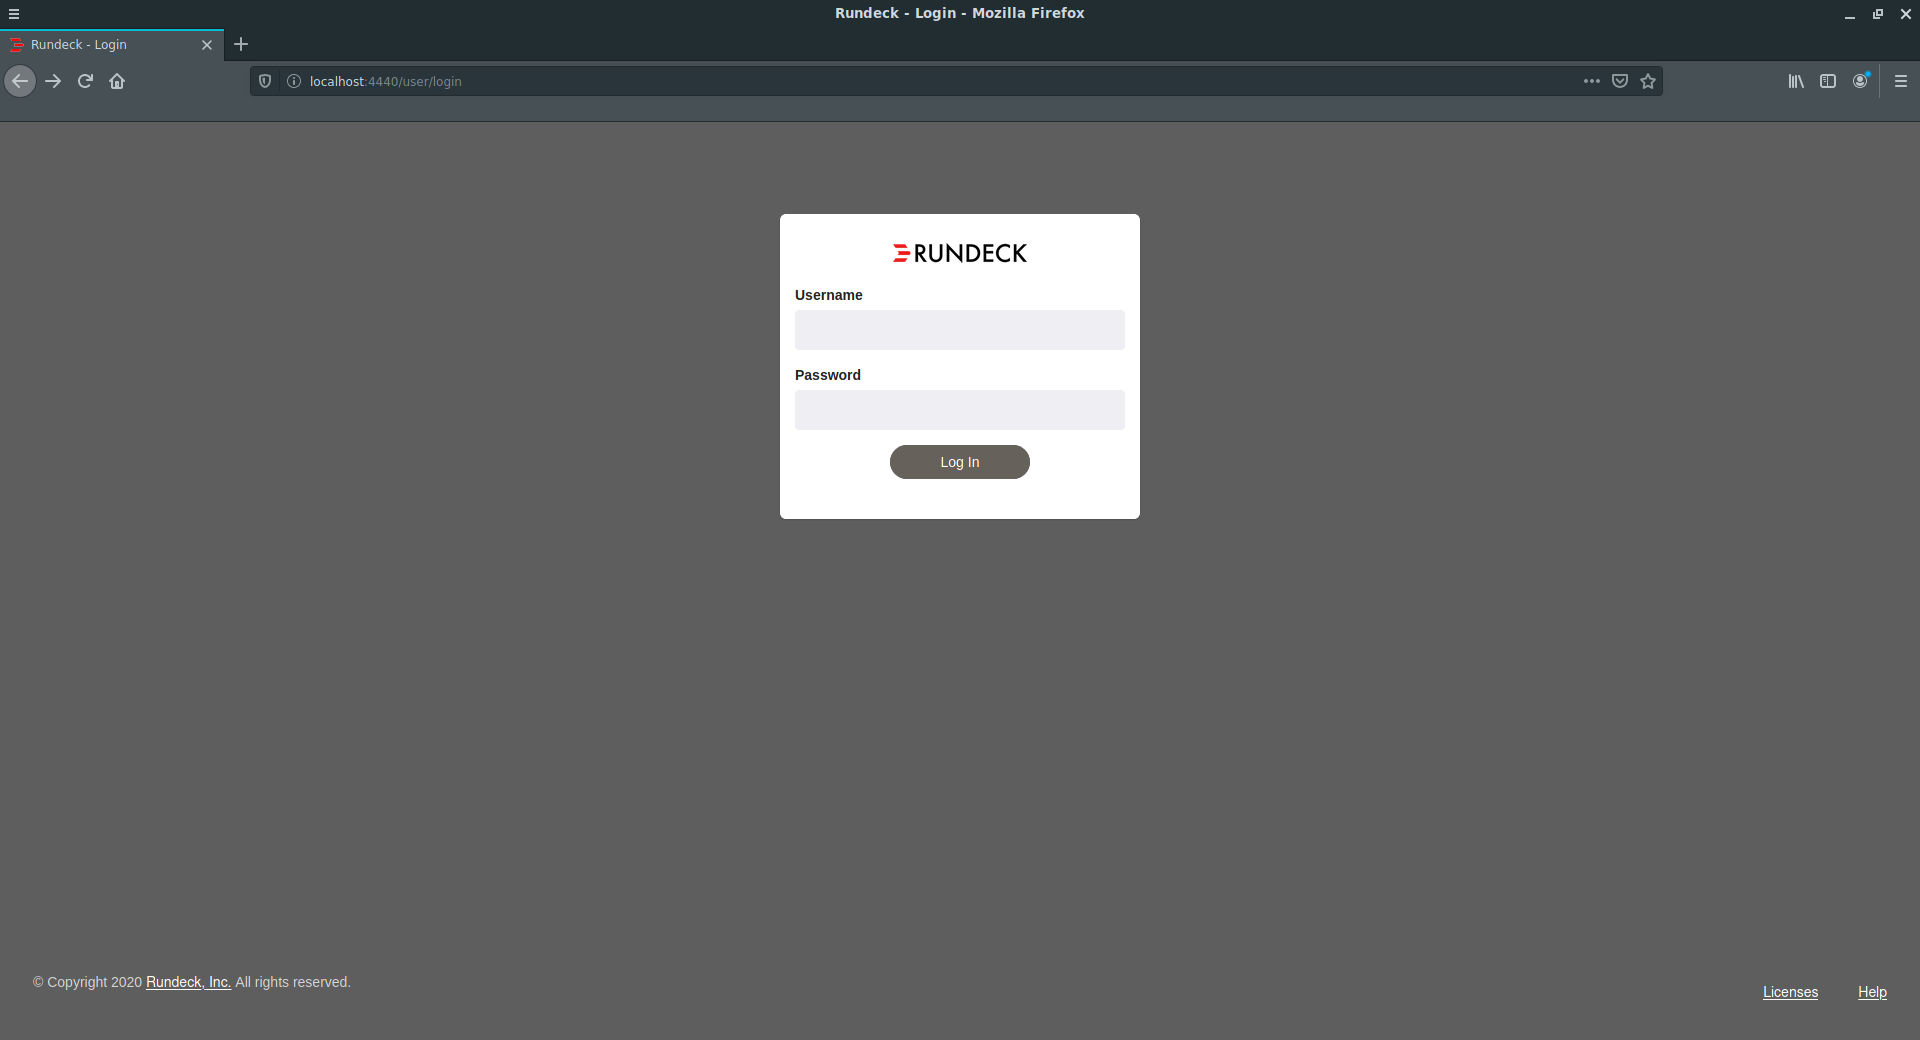 Rundeck - Login - Mozilla Firefox
Rundeck - Login
localhost:4440/user/login
RUNDECK
Username
Password
Log In
© Copyright 2020 Rundeck, Inc. All rights reserved.
Licenses Help